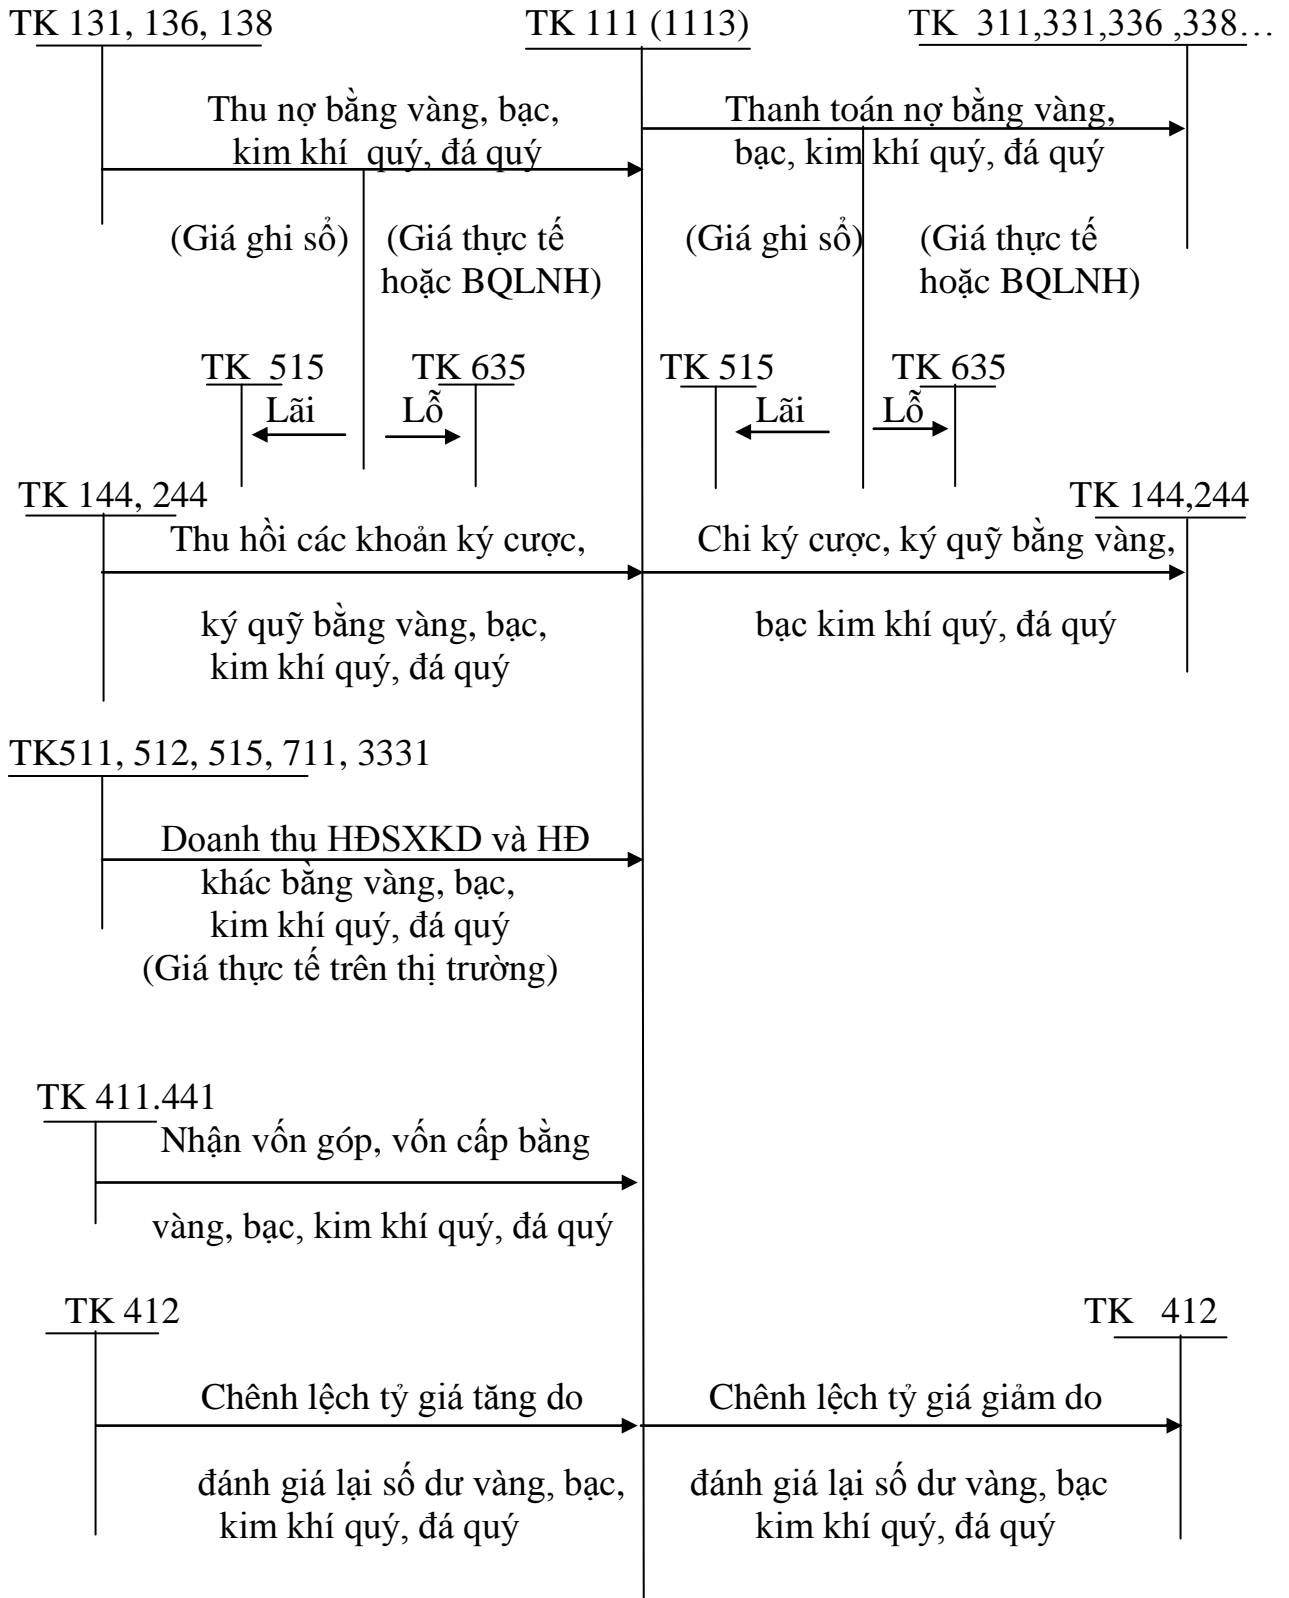 TK 131, 136, 138
TK 111 (1113)
TK 311,331,336 ,338…
Thu nợ bằng vàng, bạc,
kim khí quý, đá quý
Thanh toán nợ bằng vàng,
bạc, kim khí quý, đá quý
(Giá ghi sổ)
(Giá thực tế
hoặc BQLNH)
(Giá ghi sổ)
(Giá thực tế
hoặc BQLNH)
TK 515
TK 635
TK 515
TK 635
Lãi
Lỗ
Lãi
Lỗ
TK 144, 244
TK 144,244
Thu hồi các khoản ký cược,
ký quỹ bằng vàng, bạc,
kim khí quý, đá quý
Chi ký cược, ký quỹ bằng vàng,
bạc kim khí quý, đá quý
TK511, 512, 515, 711, 3331
Doanh thu HĐSXKD và HĐ
khác bằng vàng, bạc,
kim khí quý, đá quý
(Giá thực tế trên thị trường)
TK 411.441
Nhận vốn góp, vốn cấp bằng
vàng, bạc, kim khí quý, đá quý
TK 412
TK 412
Chênh lệch tỷ giá tăng do
đánh giá lại số dư vàng, bạc,
kim khí quý, đá quý
Chênh lệch tỷ giá giảm do
đánh giá lại số dư vàng, bạc
kim khí quý, đá quý